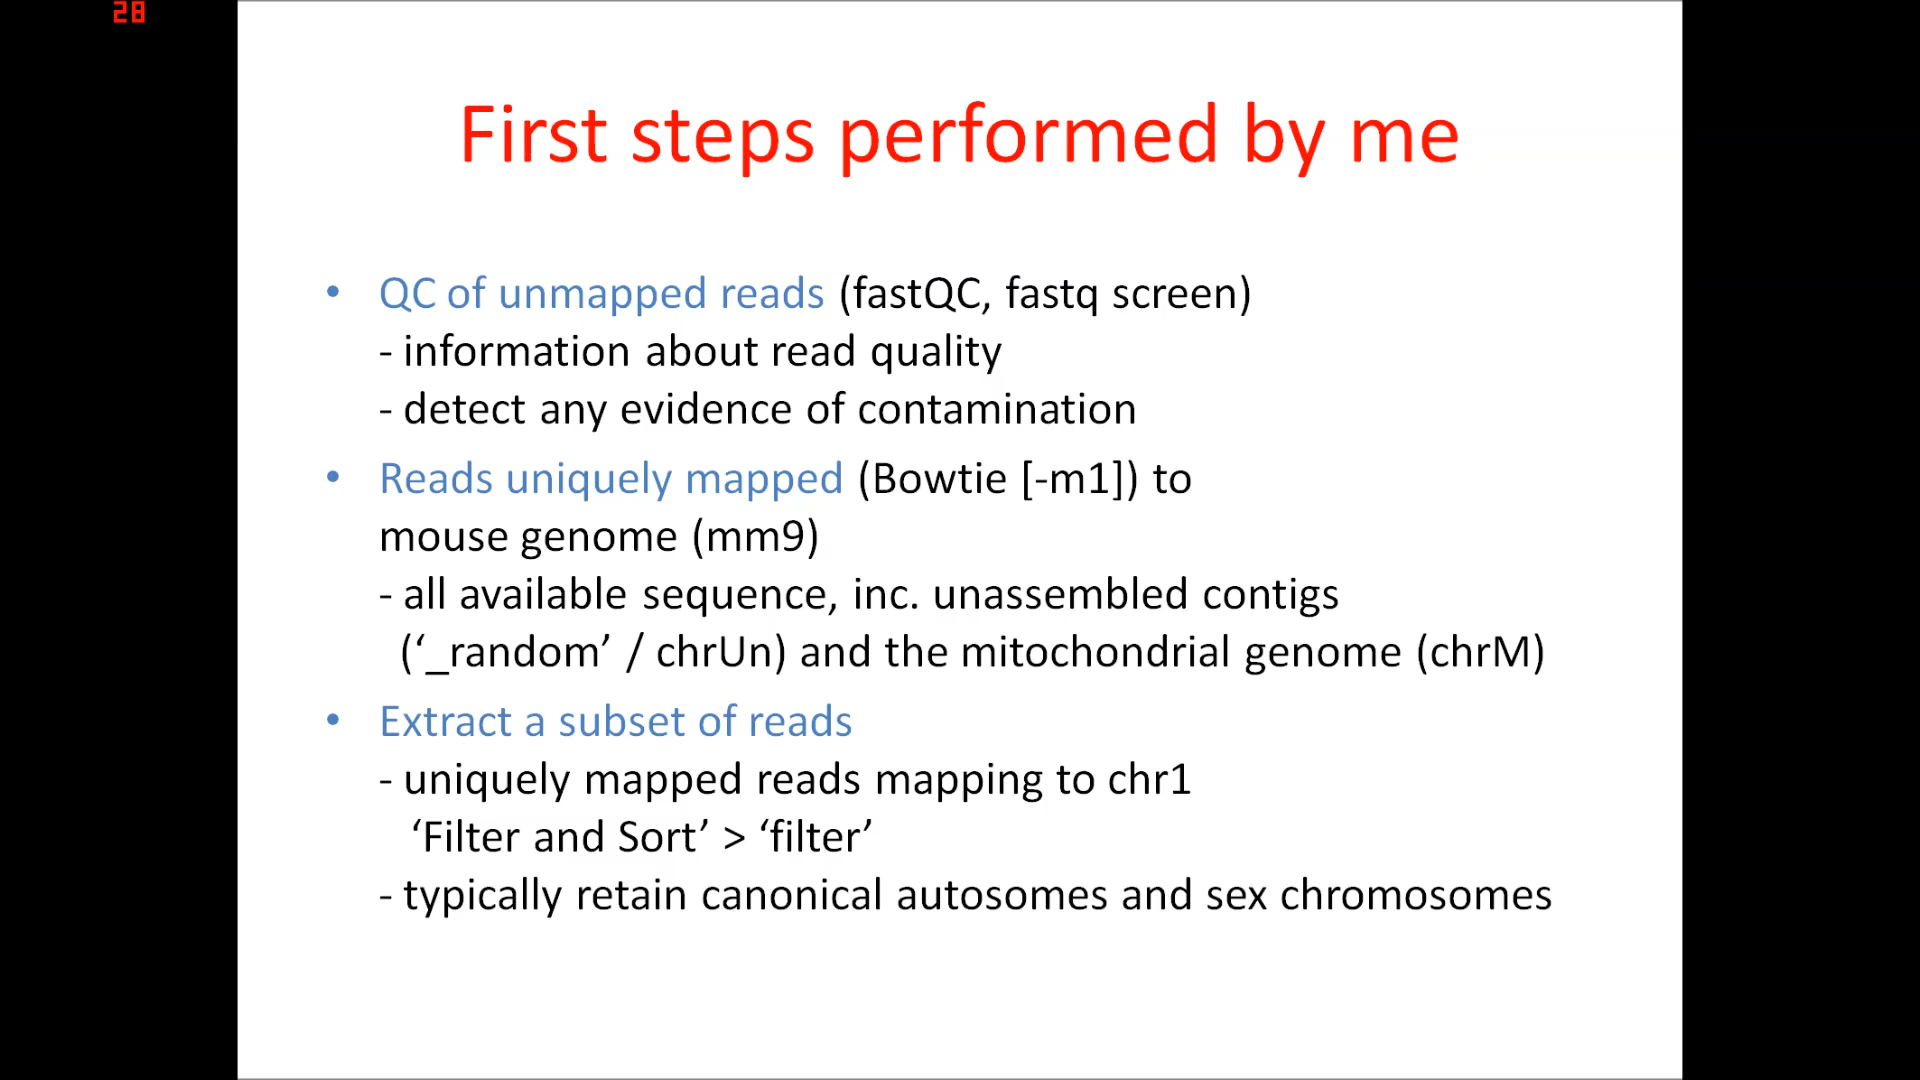 28
First steps performed by me
• QC of unmapped reads (fastQC, fastq screen)
- information about read quality
- detect any evidence of contamination
• Reads uniquely mapped (Bowtie [-m1]) to
mouse genome (mm9)
- all available sequence, inc. unassembled contigs
(‘_random’ / chrUn) and the mitochondrial genome (chrM)
• Extract a subset of reads
- uniquely mapped reads mapping to chr1
‘Filter and Sort’ > ‘filter’
- typically retain canonical autosomes and sex chromosomes